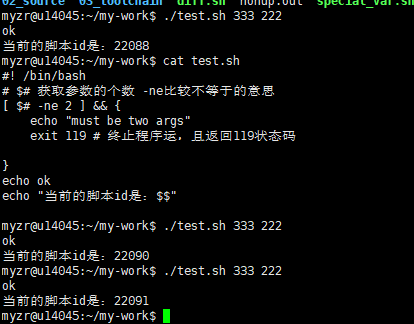 02_source  03_toolchain  diff.sh  nohup.out  special_var.sh
myzr@u14045:~/my-work$ ./test.sh 333 222
ok
当前的脚本id是：22088
myzr@u14045:~/my-work$ cat test.sh
#! /bin/bash
# $# 获取参数的个数 -ne比较不等于的意思
[ $# -ne 2 ] && {
    echo "must be two args"
    exit 119 # 终止程序运，且返回119状态码

}
echo ok
echo "当前的脚本id是：$$"

myzr@u14045:~/my-work$ ./test.sh 333 222
ok
当前的脚本id是：22090
myzr@u14045:~/my-work$ ./test.sh 333 222
ok
当前的脚本id是：22091
myzr@u14045:~/my-work$